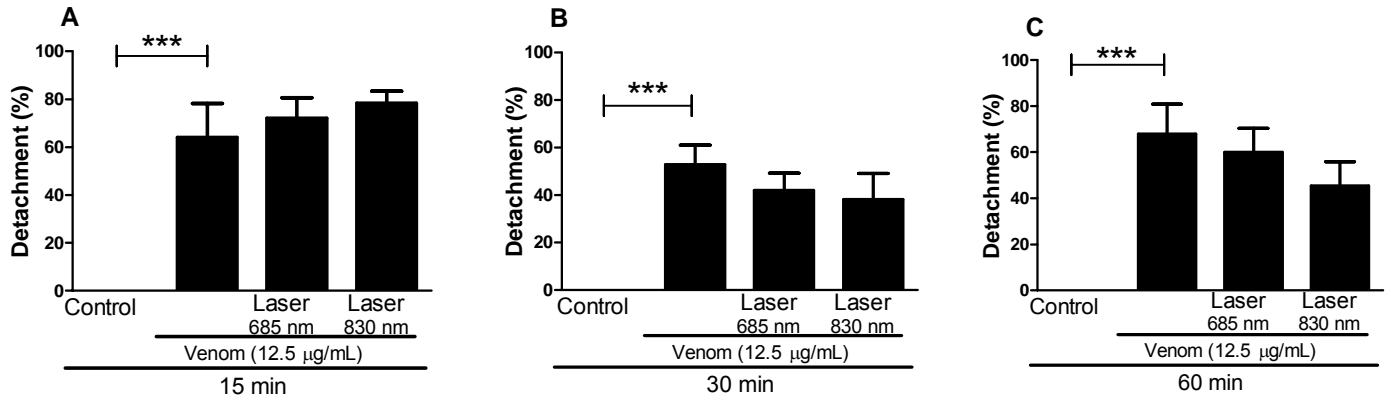 A
***
Detachment (%)
100
80
60
40
20
0
Control
Laser
685 nm
Laser
830 nm
Venom (12.5 μg/mL)
15 min
B
***
Detachment (%)
100
80
60
40
20
0
Control
Laser
685 nm
Laser
830 nm
Venom (12.5 μg/mL)
30 min
C
***
Detachment (%)
100
80
60
40
20
0
Control
Laser
685 nm
Laser
830 nm
Venom (12.5 μg/mL)
60 min